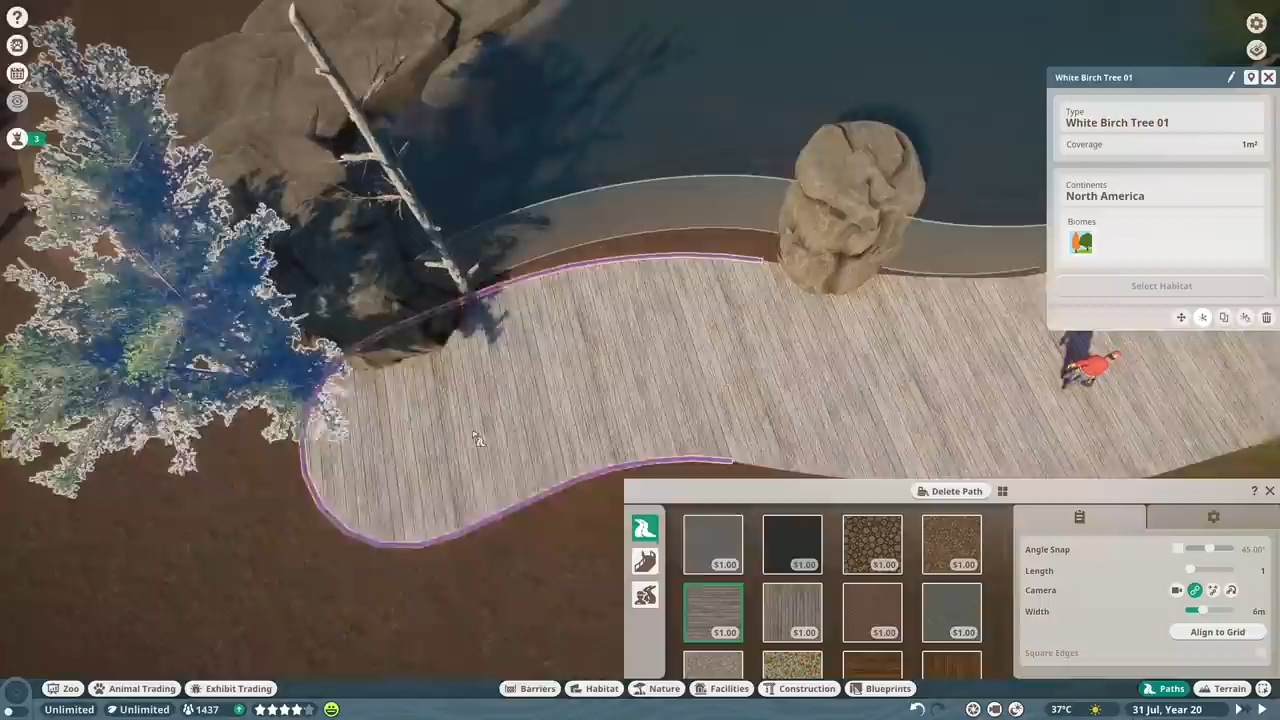 ?
3
White Birch Tree 01
Type
White Birch Tree 01
Coverage 1m²
Continents
North America
Biomes
Select Habitat
Delete Path
?
$1.00 $1.00 $1.00 $1.00
$1.00 $1.00 $1.00 $1.00
Angle Snap 45.00°
Length 1
Camera
Width 6m
Align to Grid
Square Edges
Zoo Animal Trading Exhibit Trading Barriers Habitat Nature Facilities Construction Blueprints Paths Terrain
Unlimited Unlimited 1437 37°C 31 Jul, Year 20